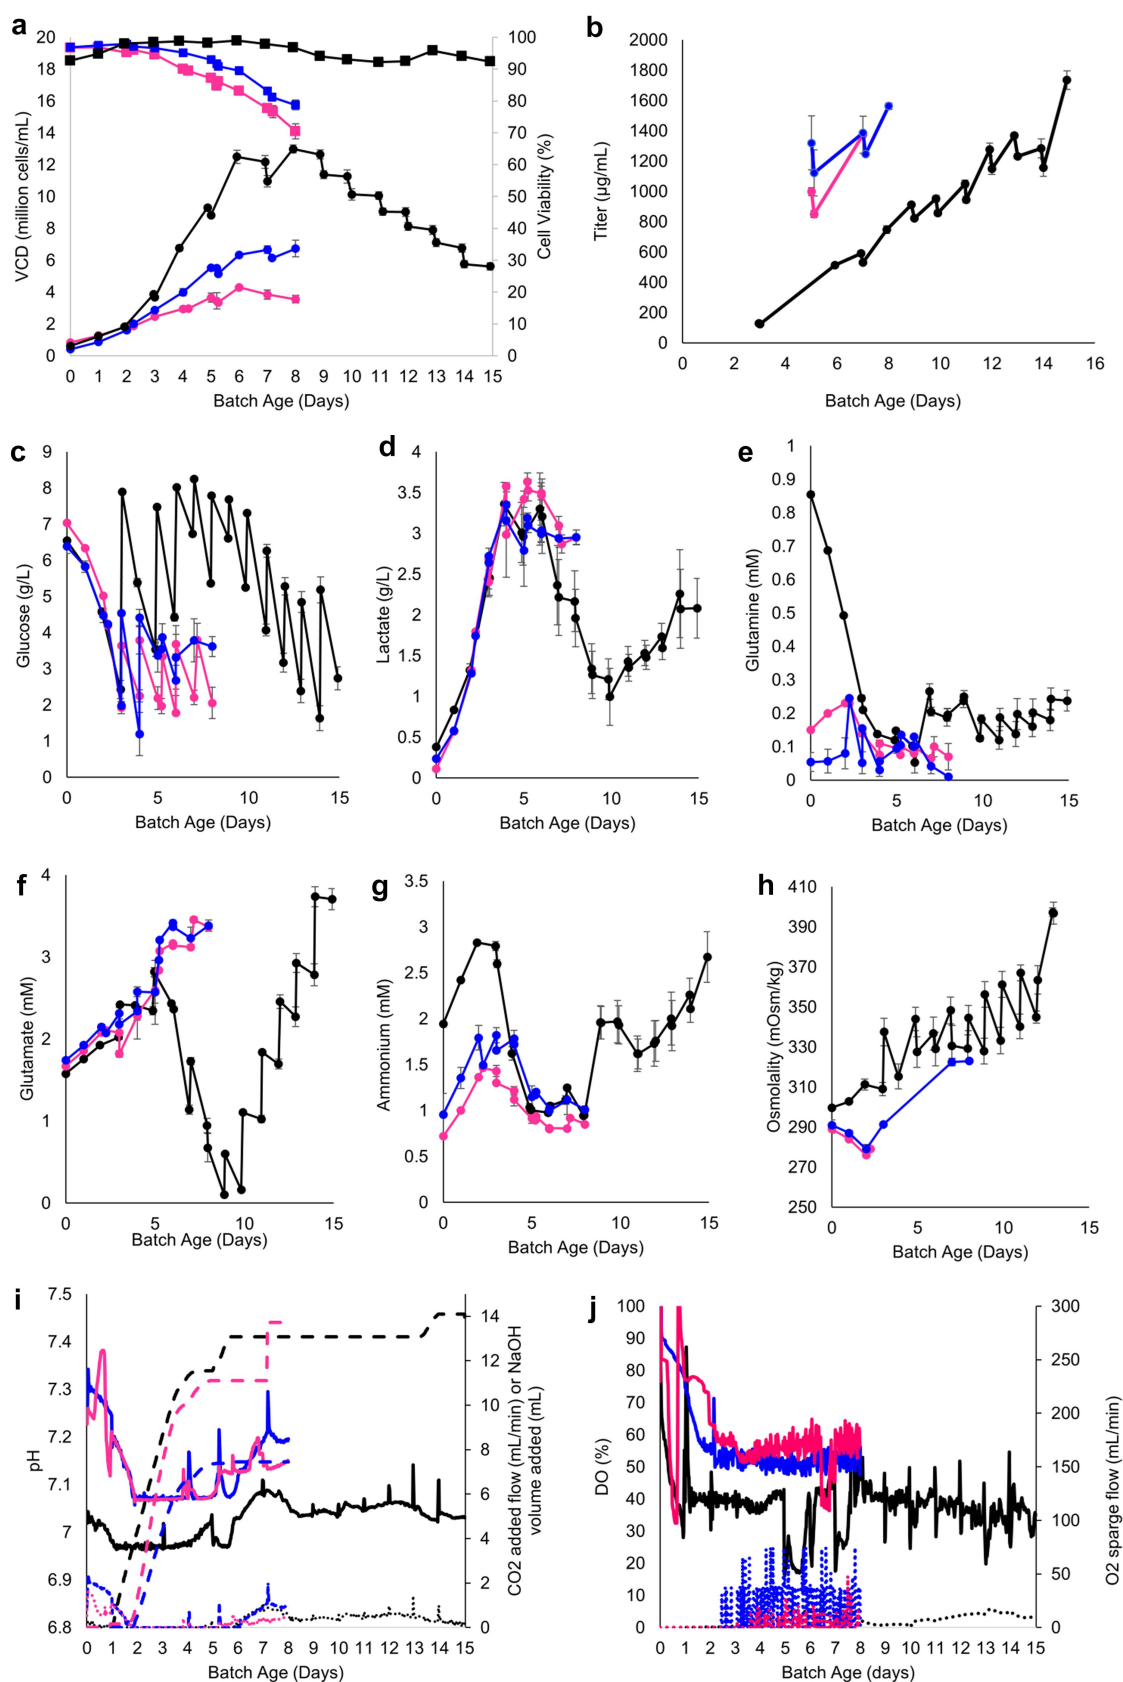 a
20
18
16
14
12
10
8
6
4
2
0
VCD (million cells/mL)
100
90
80
70
60
50
40
30
20
10
0
Cell Viability (%)
0 1 2 3 4 5 6 7 8 9 10 11 12 13 14 15
Batch Age (Days)
b
2000
1800
1600
1400
1200
1000
800
600
400
200
0
Titer (µg/mL)
0 2 4 6 8 10 12 14 16
Batch Age (Days)
c
9
8
7
6
5
4
3
2
1
0
Glucose (g/L)
0 5 10 15
Batch Age (Days)
d
4
3.5
3
2.5
2
1.5
1
0.5
0
Lactate (g/L)
0 5 10 15
Batch Age (Days)
e
1
0.9
0.8
0.7
0.6
0.5
0.4
0.3
0.2
0.1
0
Glutamine (mM)
0 5 10 15
Batch Age (Days)
f
4
3
2
1
0
Glutamate (mM)
0 5 10 15
Batch Age (Days)
g
3.5
3
2.5
2
1.5
1
0.5
0
Ammonium (mM)
0 5 10 15
Batch Age (Days)
h
410
390
370
350
330
310
290
270
250
Osmolality (mOsm/kg)
0 5 10 15
Batch Age (Days)
i
7.5
7.4
7.3
7.2
7.1
7
6.9
6.8
pH
14
12
10
8
6
4
2
0
CO2 added flow (mL/min) or NaOH
volume added (mL)
0 1 2 3 4 5 6 7 8 9 10 11 12 13 14 15
Batch Age (Days)
j
100
90
80
70
60
50
40
30
20
10
0
DO (%)
300
250
200
150
100
50
0
O2 sparge flow (mL/min)
0 1 2 3 4 5 6 7 8 9 10 11 12 13 14 15
Batch Age (days)